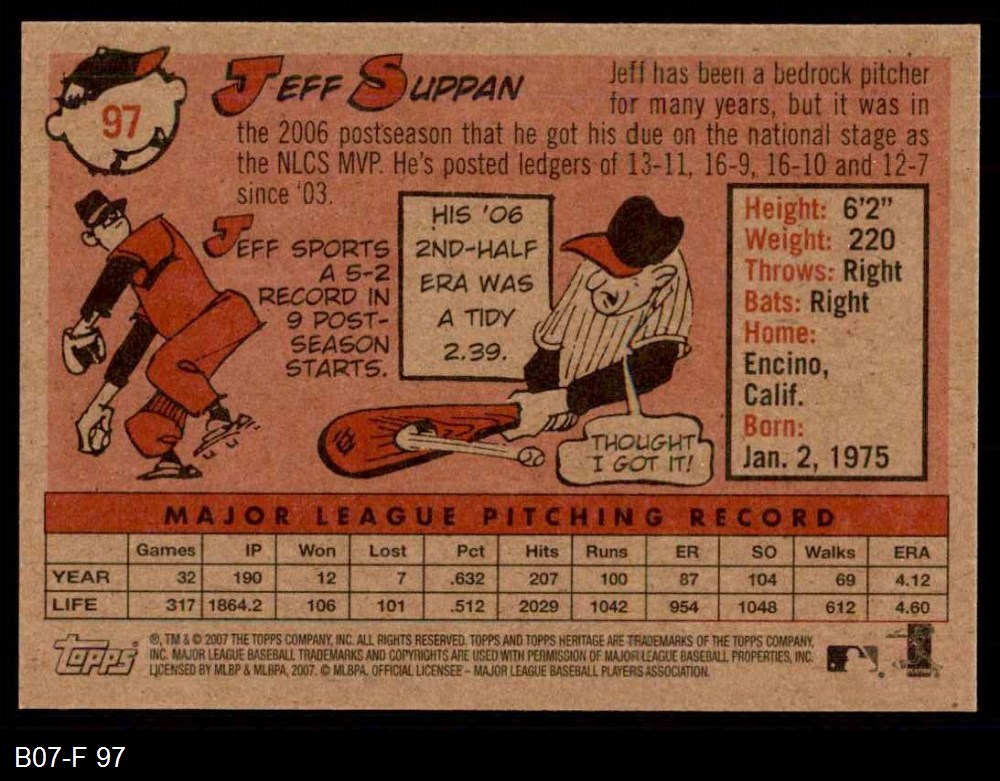 97
JEFF SUPPAN
Jeff has been a bedrock pitcher
for many years, but it was in
the 2006 postseason that he got his due on the national stage as
the NLCS MVP. He's posted ledgers of 13-11, 16-9, 16-10 and 12-7
since '03.
JEFF SPORTS
A 5-2
RECORD IN
9 POST-
SEASON
STARTS.
HIS '06
2ND-HALF
ERA WAS
A TIDY
2.39.
THOUGHT
I GOT IT!
Height: 6'2"
Weight: 220
Throws: Right
Bats: Right
Home:
Encino,
Calif.
Born:
Jan. 2, 1975
MAJOR LEAGUE PITCHING RECORD
Games IP Won Lost Pct Hits Runs ER SO Walks ERA
YEAR 32 190 12 7 .632 207 100 87 104 69 4.12
LIFE 317 1864.2 106 101 .512 2029 1042 954 1048 612 4.60
TOPPS
®, TM & © 2007 THE TOPPS COMPANY, INC. ALL RIGHTS RESERVED. TOPPS AND TOPPS HERITAGE ARE TRADEMARKS OF THE TOPPS COMPANY,
INC. MAJOR LEAGUE BASEBALL TRADEMARKS AND COPYRIGHTS ARE USED WITH PERMISSION OF MAJOR LEAGUE BASEBALL PROPERTIES, INC.
LICENSED BY MLBP & MLBPA, 2007. © MLBPA. OFFICIAL LICENSEE - MAJOR LEAGUE BASEBALL PLAYERS ASSOCIATION.
B07-F 97